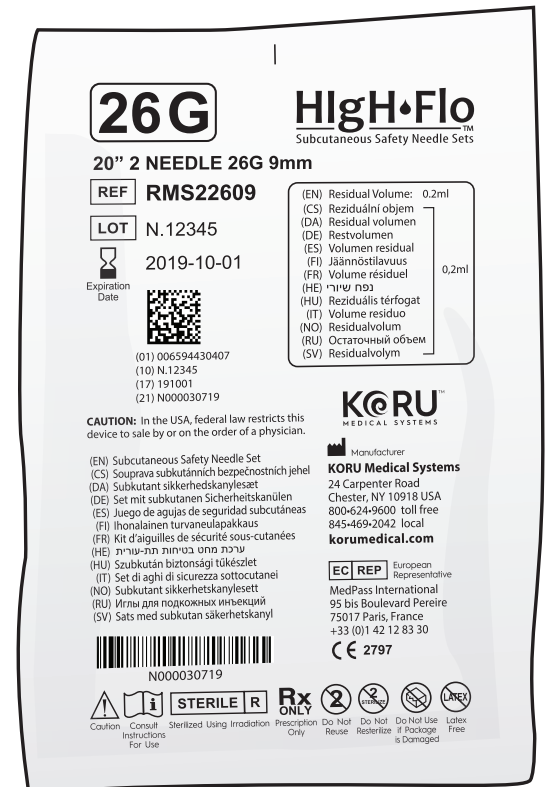 26G
HIgH•Flo™
Subcutaneous Safety Needle Sets
20” 2 NEEDLE 26G 9mm
REF RMS22609
LOT N.12345
2019-10-01
Expiration
Date
(01) 006594430407
(10) N.12345
(17) 191001
(21) N000030719
(EN) Residual Volume: 0.2ml
(CS) Reziduální objem
(DA) Residual volumen
(DE) Restvolumen
(ES) Volumen residual
(FI) Jäännöstilavuus
(FR) Volume résiduel
(HE) נפח שיורי
(HU) Reziduális térfogat
(IT) Volume residuo
(NO) Residualvolum
(RU) Остаточный объем
(SV) Residualvolym
0,2ml
CAUTION: In the USA, federal law restricts this
device to sale by or on the order of a physician.
(EN) Subcutaneous Safety Needle Set
(CS) Souprava subkutánních bezpečnostních jehel
(DA) Subkutant sikkerhedskanylesæt
(DE) Set mit subkutanen Sicherheitskanülen
(ES) Juego de agujas de seguridad subcutáneas
(FI) Ihonalainen turvaneulapakkaus
(FR) Kit d'aiguilles de sécurité sous-cutanées
(HE) ערכת מחט בטיחות תת-עורית
(HU) Szubkután biztonsági tűkészlet
(IT) Set di aghi di sicurezza sottocutanei
(NO) Subkutant sikkerhetskanylesett
(RU) Иглы для подкожных инъекций
(SV) Sats med subkutan säkerhetskanyl
N000030719
KORU™
MEDICAL SYSTEMS
Manufacturer
KORU Medical Systems
24 Carpenter Road
Chester, NY 10918 USA
800•624•9600 toll free
845•469•2042 local
korumedical.com
EC REP European
Representative
MedPass International
95 bis Boulevard Pereire
75017 Paris, France
+33 (0)1 42 12 83 30
CE 2797
Caution
i
Consult
Instructions
For Use
STERILE R
Sterilized Using Irradiation
Rx
ONLY
Prescription
Only
2
Do Not
Reuse
2
STERILIZE
Do Not
Resterilize
Do Not Use
if Package
is Damaged
LATEX
Latex
Free